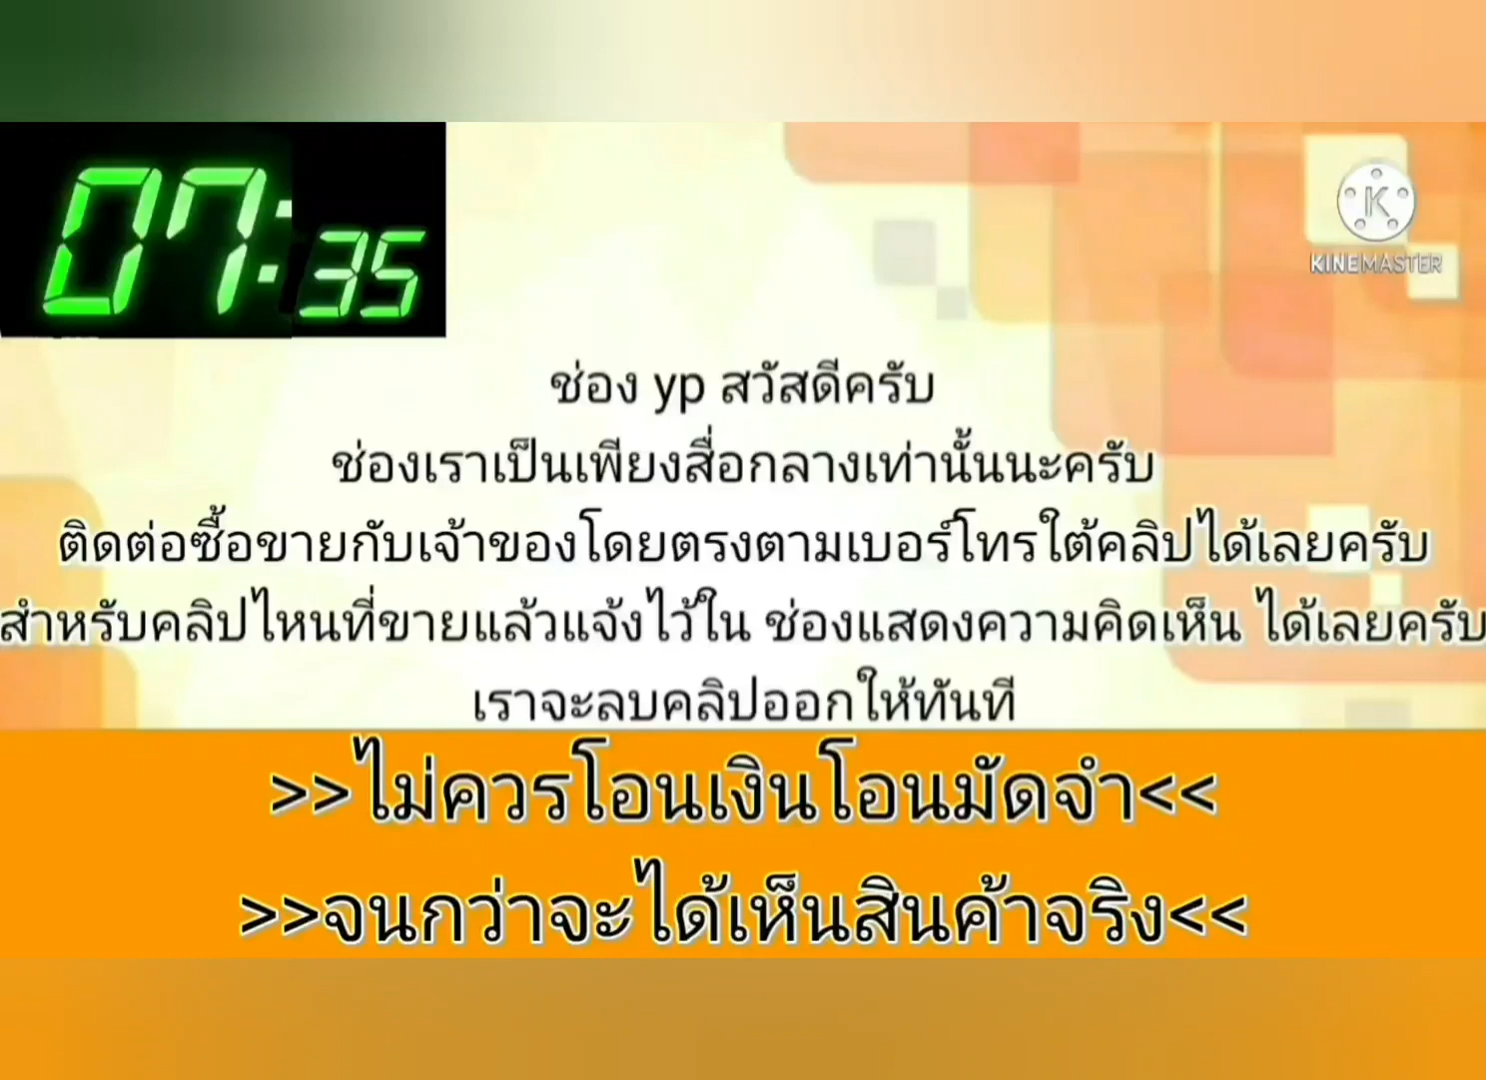 07:35
KINEMASTER
ช่อง yp สวัสดีครับ
ช่องเราเป็นเพียงสื่อกลางเท่านั้นนะครับ
ติดต่อซื้อขายกับเจ้าของโดยตรงตามเบอร์โทรใต้คลิปได้เลยครับ
สำหรับคลิปไหนที่ขายแล้วแจ้งไว้ใน ช่องแสดงความคิดเห็น ได้เลยครับ
เราจะลบคลิปออกให้ทันที
>>ไม่ควรโอนเงินโอนมัดจำ<<
>>จนกว่าจะได้เห็นสินค้าจริง<<